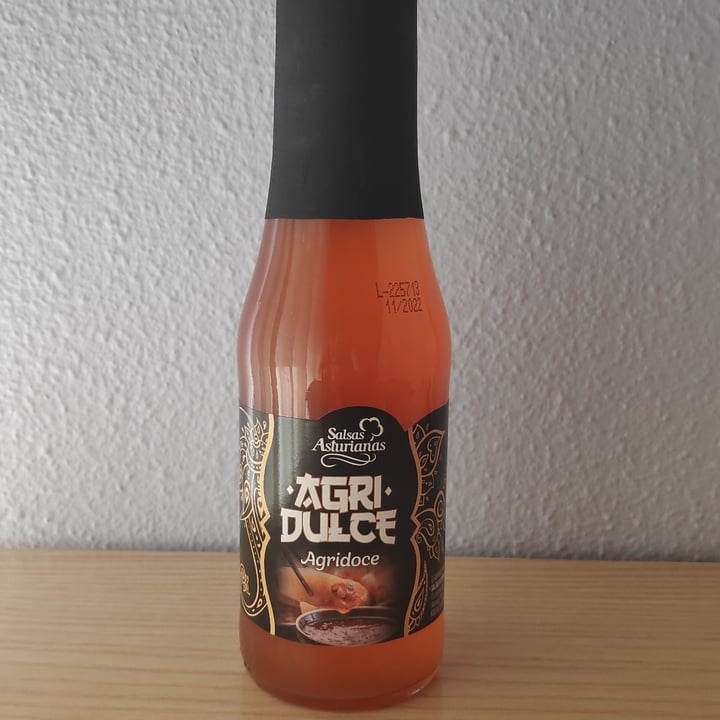 L-225713
11/2022
Salsas
Asturianas
AGRI
DULCE
Agridoce